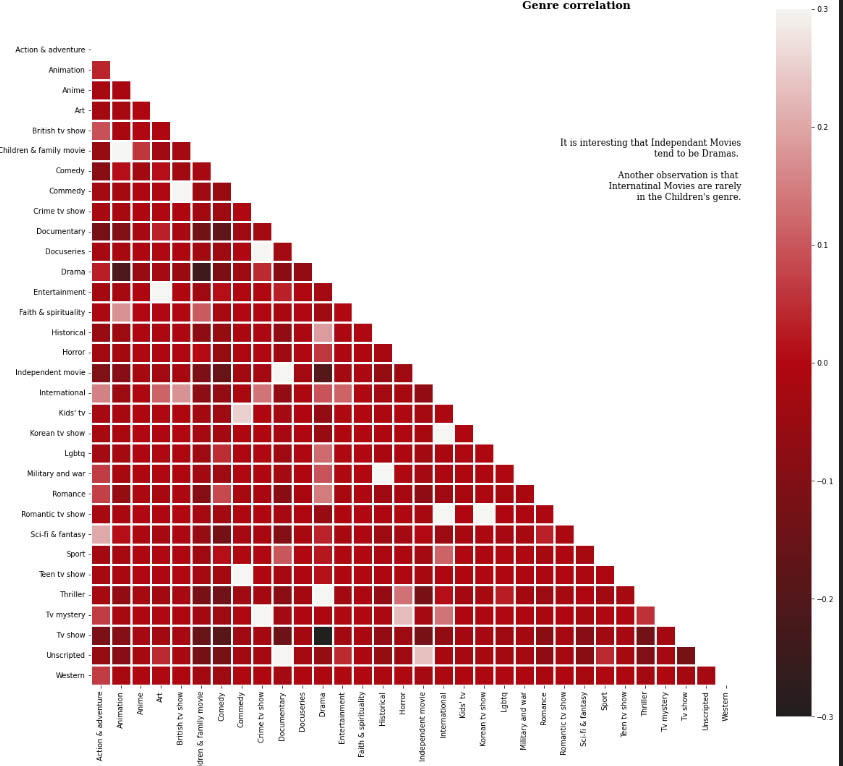 Genre correlation
0.3
Action & adventure
Animation
Anime
Art
British tv show
0.2
Children & family movie
It is interesting that Independant Movies
tend to be Dramas.
Comedy
Another observation is that
Internatinal Movies are rarely
in the Children's genre.
Commedy
Crime tv show
Documentary
0.1
Docuseries
Drama
Entertainment
Faith & spirituality
Historical
Horror
0.0
Independent movie
International
Kids' tv
Korean tv show
Lgbtq
Military and war
−0.1
Romance
Romantic tv show
Sci-fi & fantasy
Sport
Teen tv show
Thriller
−0.2
Tv mystery
Tv show
Unscripted
Western
−0.3
Action & adventure
Animation
Anime
Art
British tv show
ldren & family movie
Comedy
Commedy
Crime tv show
Documentary
Docuseries
Drama
Entertainment
Faith & spirituality
Historical
Horror
Independent movie
International
Kids' tv
Korean tv show
Lgbtq
Military and war
Romance
Romantic tv show
Sci-fi & fantasy
Sport
Teen tv show
Thriller
Tv mystery
Tv show
Unscripted
Western